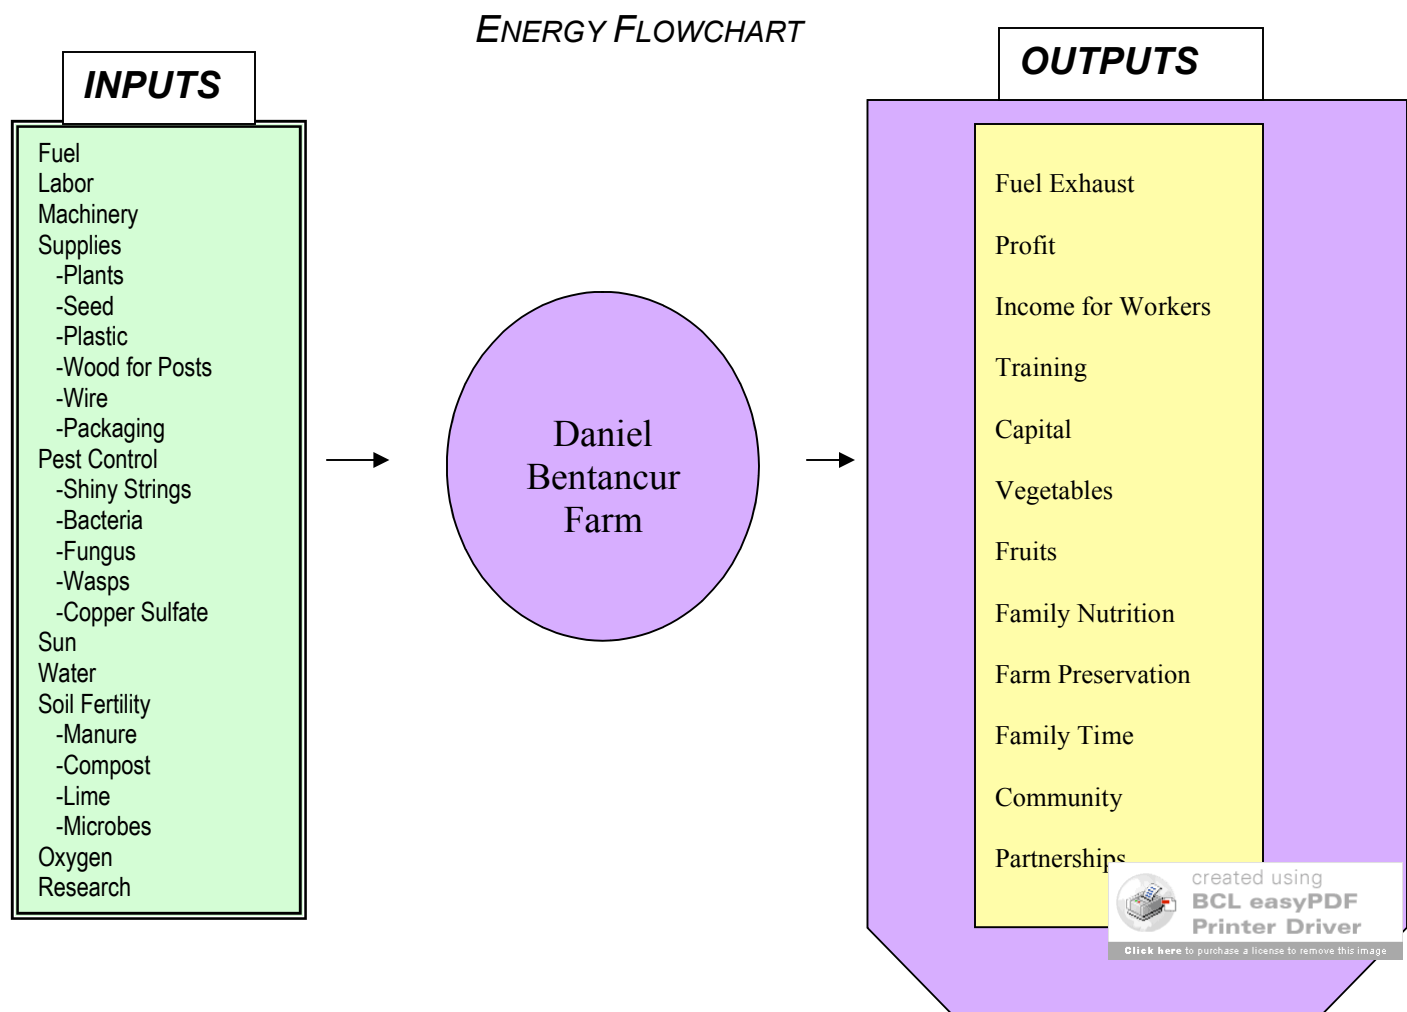 ENERGY FLOWCHART
INPUTS
Fuel
Labor
Machinery
Supplies
-Plants
-Seed
-Plastic
-Wood for Posts
-Wire
-Packaging
Pest Control
-Shiny Strings
-Bacteria
-Fungus
-Wasps
-Copper Sulfate
Sun
Water
Soil Fertility
-Manure
-Compost
-Lime
-Microbes
Oxygen
Research
Daniel
Bentancur
Farm
OUTPUTS
Fuel Exhaust
Profit
Income for Workers
Training
Capital
Vegetables
Fruits
Family Nutrition
Farm Preservation
Family Time
Community
Partnerships
created using
BCL easyPDF
Printer Driver
Click here to purchase a license to remove this image